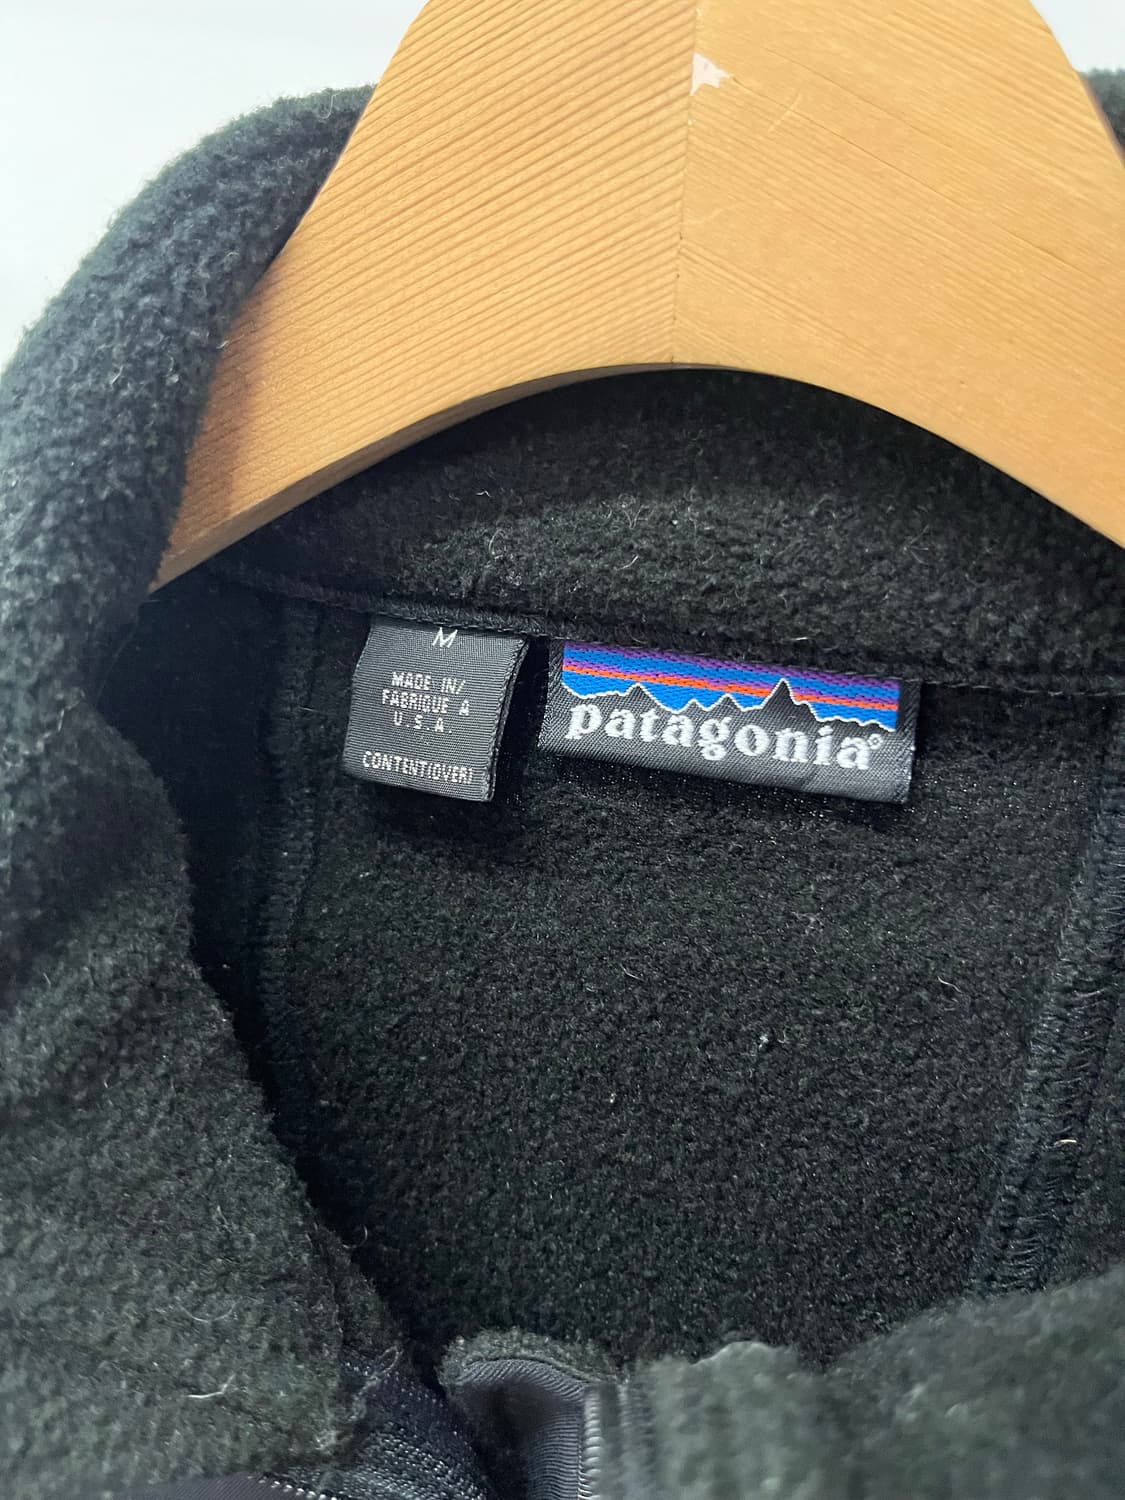 M
MADE IN/
FABRIQUE A
U.S.A.
CONTENT(OVER)
patagonia®